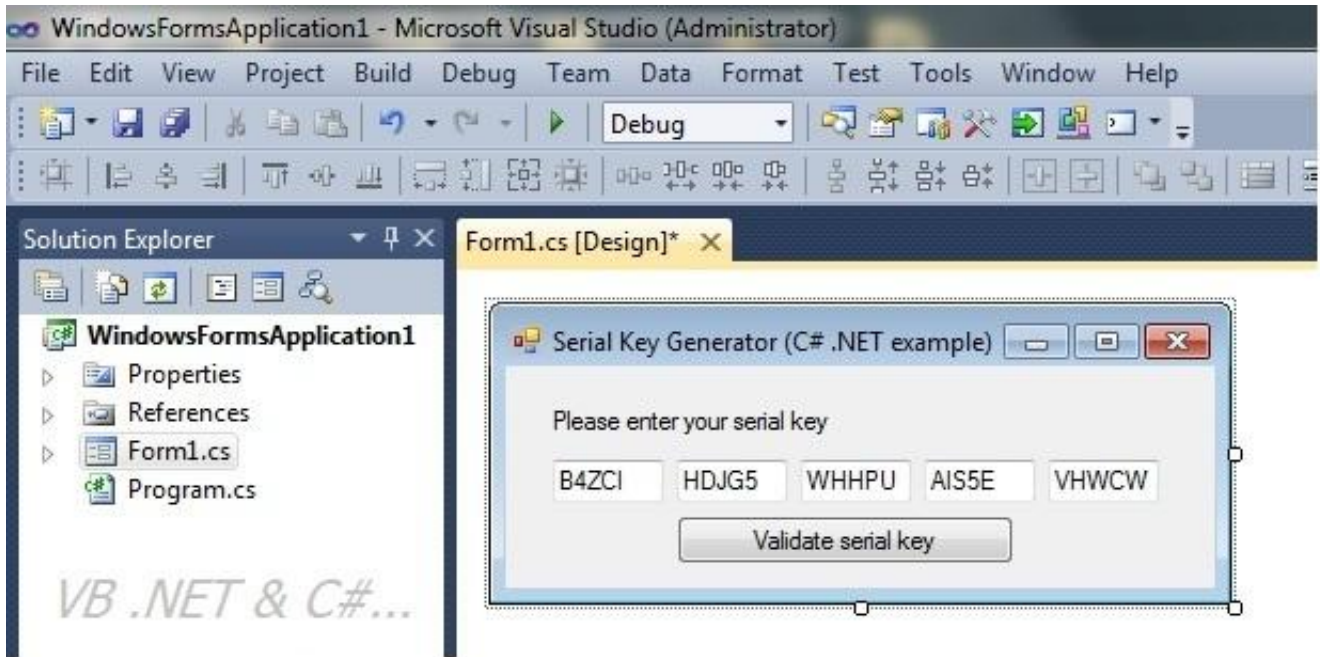 WindowsFormsApplication1 - Microsoft Visual Studio (Administrator)
File Edit View Project Build Debug Team Data Format Test Tools Window Help
Debug
Solution Explorer
Form1.cs [Design]*
WindowsFormsApplication1
Properties
References
Form1.cs
Program.cs
VB .NET & C#...
Serial Key Generator (C# .NET example)
Please enter your serial key
B4ZCI HDJG5 WHHPU AIS5E VHWCW
Validate serial key